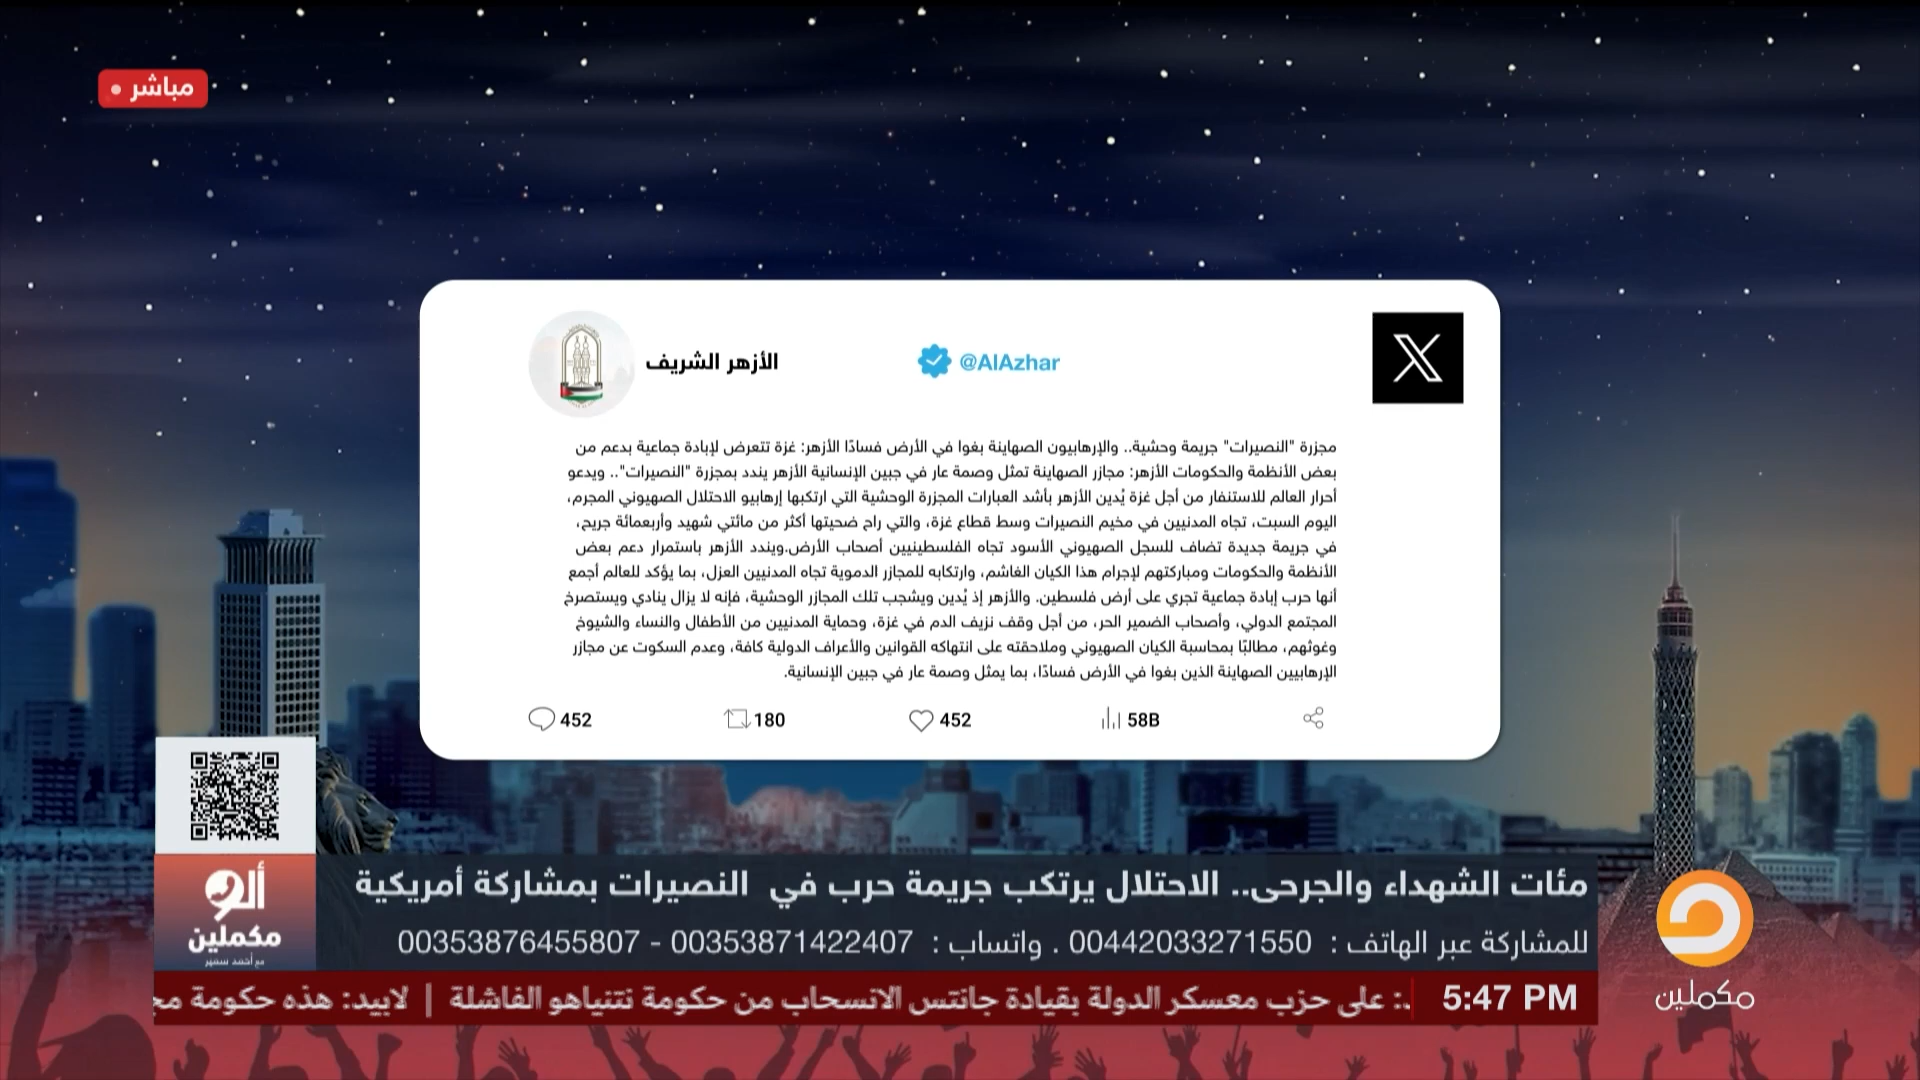 مباشر
الأزهر الشريف
@AlAzhar
مجزرة "النصيرات" جريمة وحشية.. والإرهابيون الصهاينة بغوا في الأرض فسادًا الأزهر: غزة تتعرض لإبادة جماعية بدعم من
بعض الأنظمة والحكومات الأزهر: مجازر الصهاينة تمثل وصمة عار في جبين الإنسانية الأزهر يندد بمجزرة "النصيرات".. ويدعو
أحرار العالم للاستنفار من أجل غزة يُدين الأزهر بأشد العبارات المجزرة الوحشية التي ارتكبها إرهابيو الاحتلال الصهيوني المجرم،
اليوم السبت، تجاه المدنيين في مخيم النصيرات وسط قطاع غزة، والتي راح ضحيتها أكثر من مائتي شهيد وأربعمائة جريح،
في جريمة جديدة تضاف للسجل الصهيوني الأسود تجاه الفلسطينيين أصحاب الأرض.ويندد الأزهر باستمرار دعم بعض
الأنظمة والحكومات ومباركتهم لإجرام هذا الكيان الغاشم، وارتكابه للمجازر الدموية تجاه المدنيين العزل، بما يؤكد للعالم أجمع
أنها حرب إبادة جماعية تجري على أرض فلسطين. والأزهر إذ يُدين ويشجب تلك المجازر الوحشية، فإنه لا يزال ينادي ويستصرخ
المجتمع الدولي، وأصحاب الضمير الحر، من أجل وقف نزيف الدم في غزة، وحماية المدنيين من الأطفال والنساء والشيوخ
وغوثهم، مطالبًا بمحاسبة الكيان الصهيوني وملاحقته على انتهاكه القوانين والأعراف الدولية كافة، وعدم السكوت عن مجازر
الإرهابيين الصهاينة الذين بغوا في الأرض فسادًا، بما يمثل وصمة عار في جبين الإنسانية.
452 180 452 58B
مئات الشهداء والجرحى.. الاحتلال يرتكب جريمة حرب في النصيرات بمشاركة أمريكية
للمشاركة عبر الهاتف : 00442033271550 . واتساب : 00353871422407 - 00353876455807
ألو
مكملين
مع أحمد سمير
5:47 PM
: على حزب معسكر الدولة بقيادة جانتس الانسحاب من حكومة نتنياهو الفاشلة | لابيد: هذه حكومة
مكملين